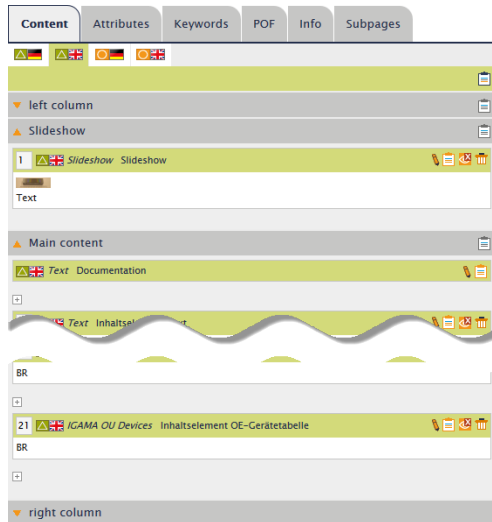 Content Attributes Keywords POF Info Subpages
left column
Slideshow
1 Slideshow Slideshow
Text
Main content
Text Documentation
Text
BR
21 IGAMA OU Devices Inhaltselement OE-Gerätetabelle
BR
right column